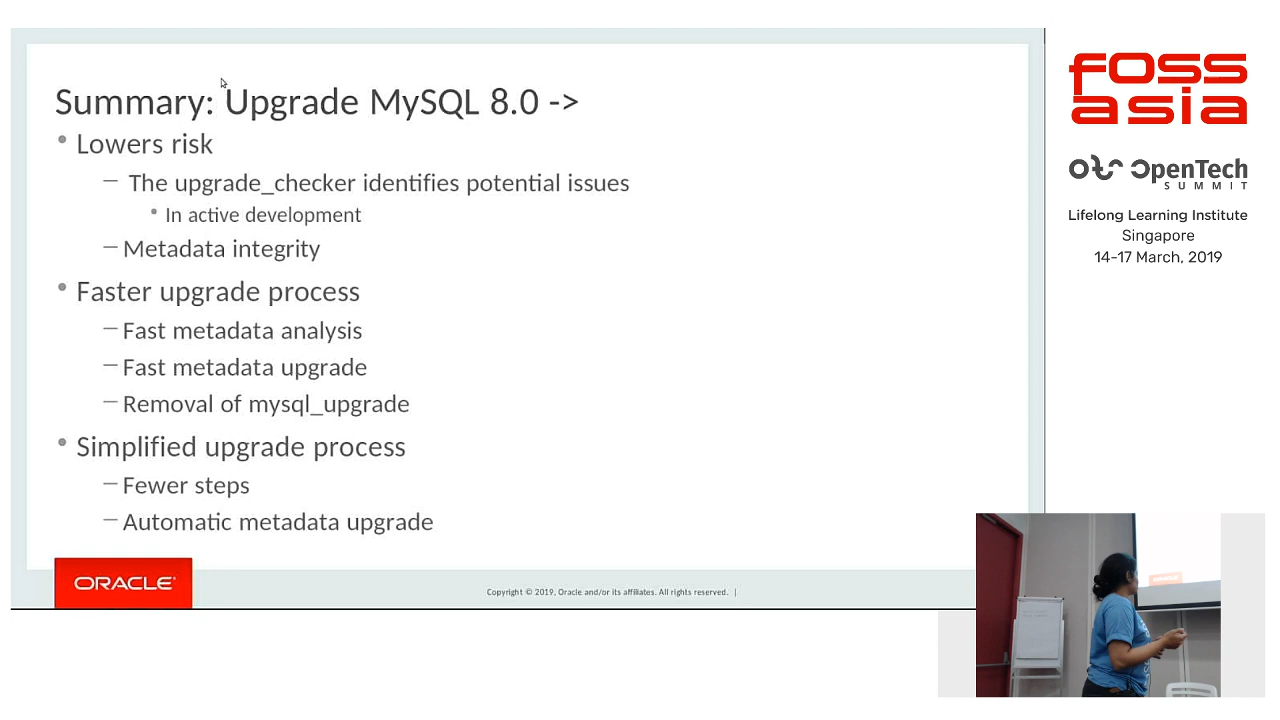 Summary: Upgrade MySQL 8.0 ->
• Lowers risk
– The upgrade_checker identifies potential issues
• In active development
– Metadata integrity
• Faster upgrade process
– Fast metadata analysis
– Fast metadata upgrade
– Removal of mysql_upgrade
• Simplified upgrade process
– Fewer steps
– Automatic metadata upgrade
ORACLE
Copyright © 2019, Oracle and/or its affiliates. All rights reserved. |
FOSS
asia
OpenTech
SUMMIT
Lifelong Learning Institute
Singapore
14-17 March, 2019